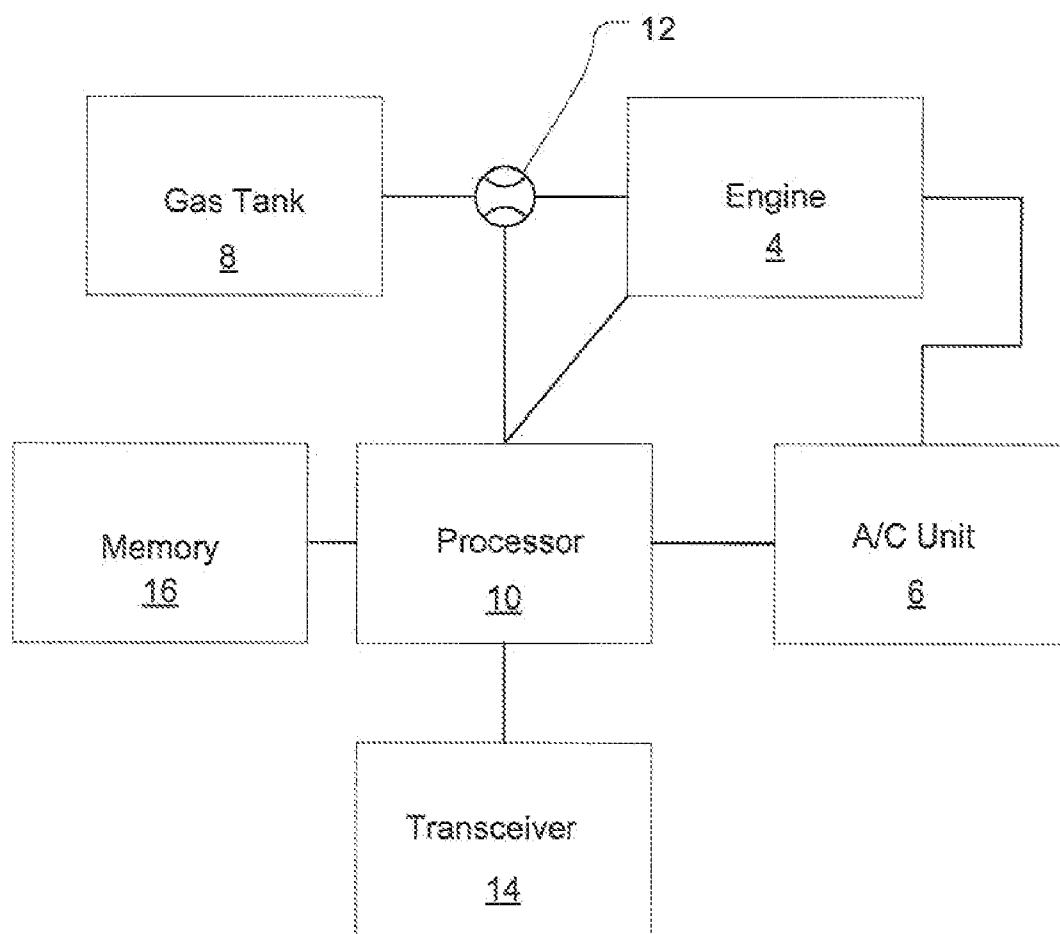 12
Gas Tank
8
Engine
4
Memory
16
Processor
10
A/C Unit
6
Transceiver
14